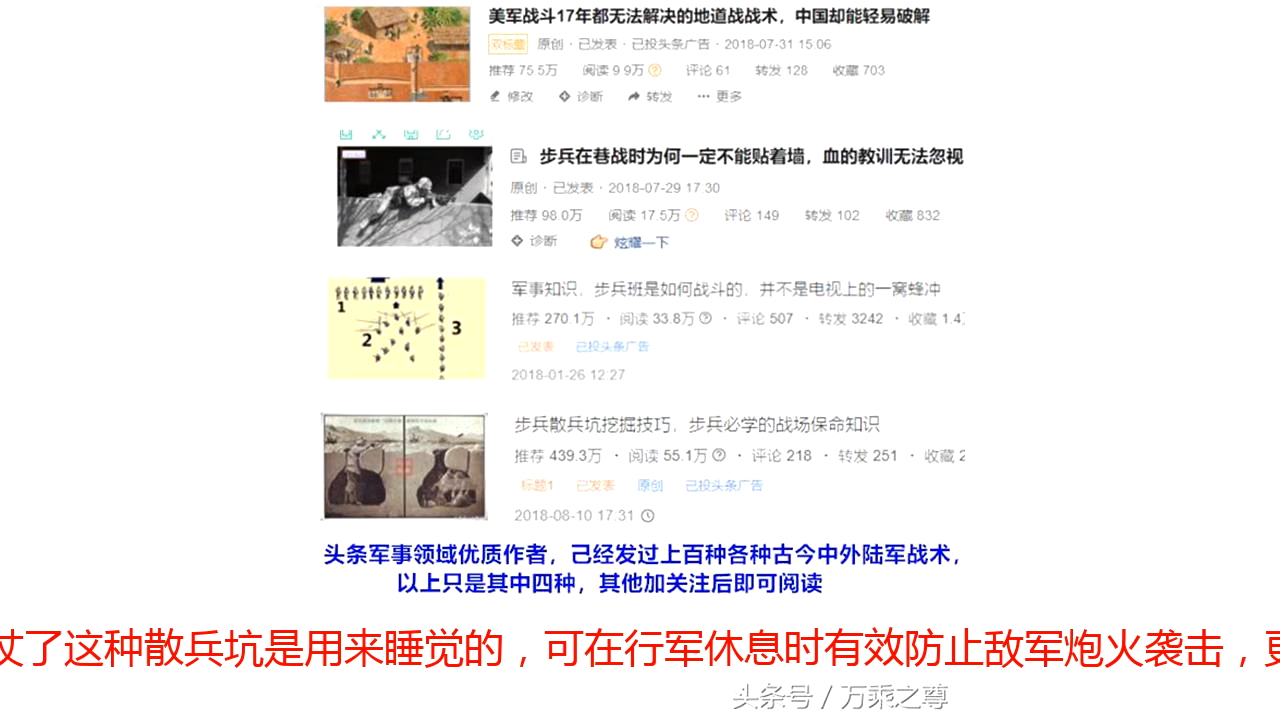 美军战斗17年都无法解决的地道战战术，中国却能轻易破解
双标题 原创 · 已发表 · 已投头条广告 · 2018-07-31 15:06
推荐 75.5万 阅读 9.9万 评论 61 转发 128 收藏 703
修改 诊断 转发 ··· 更多
步兵在巷战时为何一定不能贴着墙，血的教训无法忽视
原创 · 已发表 · 2018-07-29 17:30
推荐 98.0万 阅读 17.5万 评论 149 转发 102 收藏 832
诊断 炫耀一下
1
2
3
军事知识，步兵班是如何战斗的，并不是电视上的一窝蜂冲
推荐 270.1万 · 阅读 33.8万 · 评论 507 · 转发 3242 · 收藏 1.4
已发表 已投头条广告
2018-01-26 12:27
步兵散兵坑挖掘技巧，步兵必学的战场保命知识
推荐 439.3万 · 阅读 55.1万 · 评论 218 · 转发 251 · 收藏 2
标题1 已发表 原创 已投头条广告
2018-08-10 17:31
头条军事领域优质作者，己经发过上百种各种古今中外陆军战术，
以上只是其中四种，其他加关注后即可阅读
仗了这种散兵坑是用来睡觉的，可在行军休息时有效防止敌军炮火袭击，更
头条号 / 万乘之尊